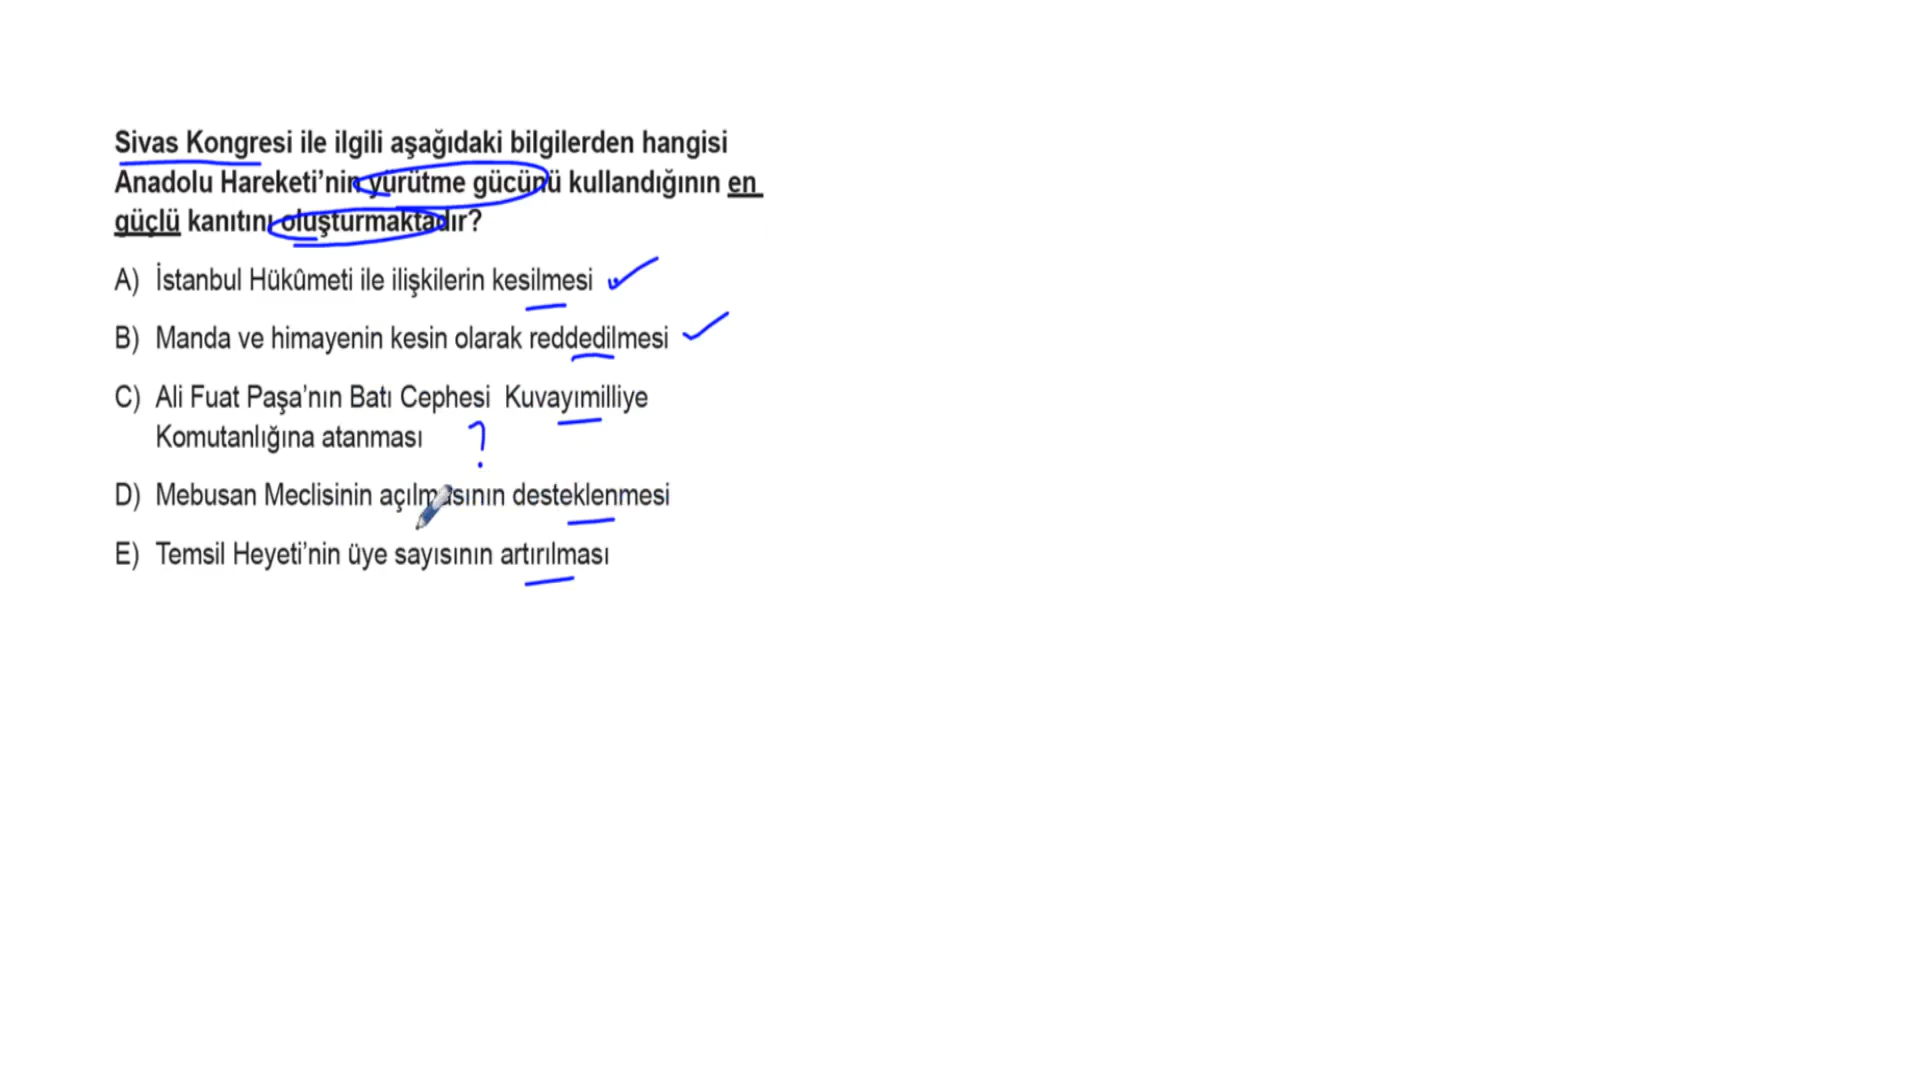 Sivas Kongresi ile ilgili aşağıdaki bilgilerden hangisi
Anadolu Hareketi’nin yürütme gücünü kullandığının en
güçlü kanıtını oluşturmaktadır?
A) İstanbul Hükûmeti ile ilişkilerin kesilmesi
B) Manda ve himayenin kesin olarak reddedilmesi
C) Ali Fuat Paşa’nın Batı Cephesi Kuvayımilliye
Komutanlığına atanması ?
D) Mebusan Meclisinin açılmasının desteklenmesi
E) Temsil Heyeti’nin üye sayısının artırılması